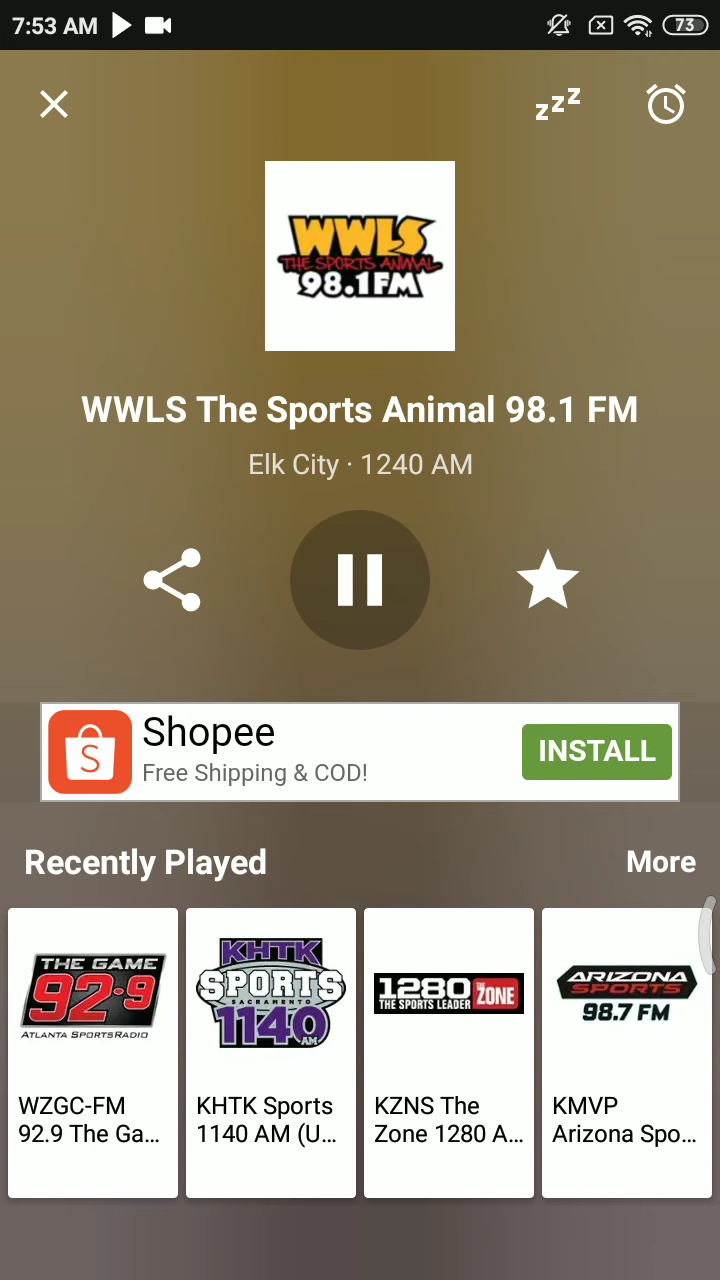 7:53 AM
73
zzz
WWLS
THE SPORTS ANIMAL
98.1FM
WWLS The Sports Animal 98.1 FM
Elk City · 1240 AM
Shopee
Free Shipping & COD!
INSTALL
Recently Played
More
THE GAME
92·9
ATLANTA SPORTSRADIO
WZGC-FM
92.9 The Ga...
KHTK
SPORTS
SACRAMENTO
1140
AM
KHTK Sports
1140 AM (U...
1280 THE
THE SPORTS LEADER ZONE
KZNS The
Zone 1280 A...
ARIZONA
SPORTS
98.7 FM
KMVP
Arizona Spo...